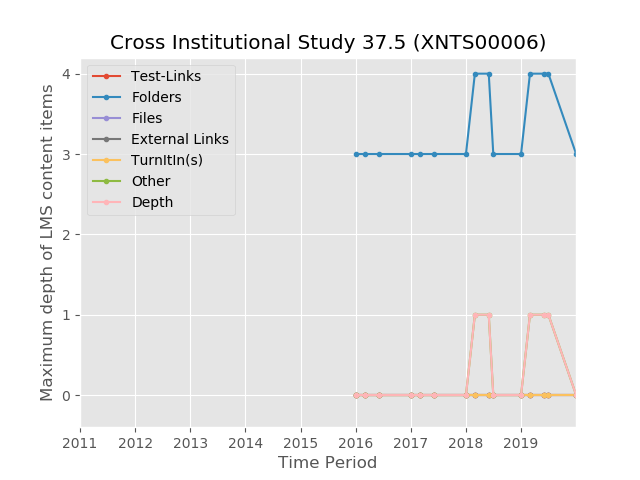 Cross Institutional Study 37.5 (XNTS00006)
Test-Links
Folders
Files
External Links
TurnItIn(s)
Other
Depth
Maximum depth of LMS content items
4
3
2
1
0
2011 2012 2013 2014 2015 2016 2017 2018 2019
Time Period